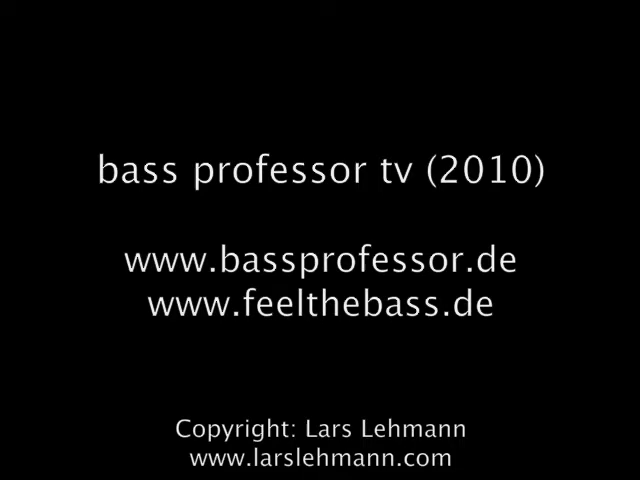 bass professor tv (2010)
www.bassprofessor.de
www.feelthebass.de
Copyright: Lars Lehmann
www.larslehmann.com